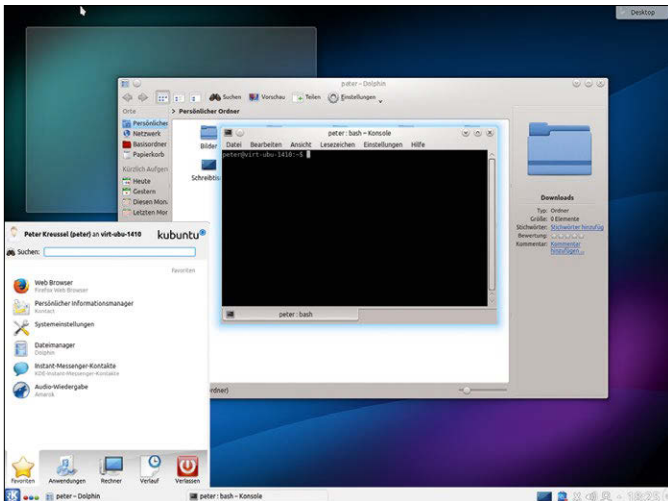 Desktop
peter – Dolphin
Suchen
Vorschau
Teilen
Einstellungen
Orte
> Persönlicher Ordner
Persönliches
Netzwerk
Basisordner
Papierkorb
Kürzlich Aufger
Heute
Gestern
Diesen Mon.
Letzten Mor
Bilder
Schreibtis
peter : bash – Konsole
Datei Bearbeiten Ansicht Lesezeichen Einstellungen Hilfe
peter@virt-ubu-1410:~$
peter : bash
Downloads
Typ: Ordner
Größe: 0 Elemente
Stichwörter: Stichwörter hinzufüg
Bewertung:
Kommentar: Kommentar
hinzufügen ...
rdner)
Peter Kreussel (peter) an virt-ubu-1410
kubuntu
Suchen:
Favoriten
Web Browser
Firefox Web Browser
Persönlicher Informationsmanager
Kontact
Systemeinstellungen
Dateimanager
Dolphin
Instant-Messenger-Kontakte
KDE-Instant-Messenger-Kontakte
Audio-Wiedergabe
Amarok
Favoriten
Anwendungen
Rechner
Verlauf
Verlassen
peter – Dolphin
peter : bash – Konsole